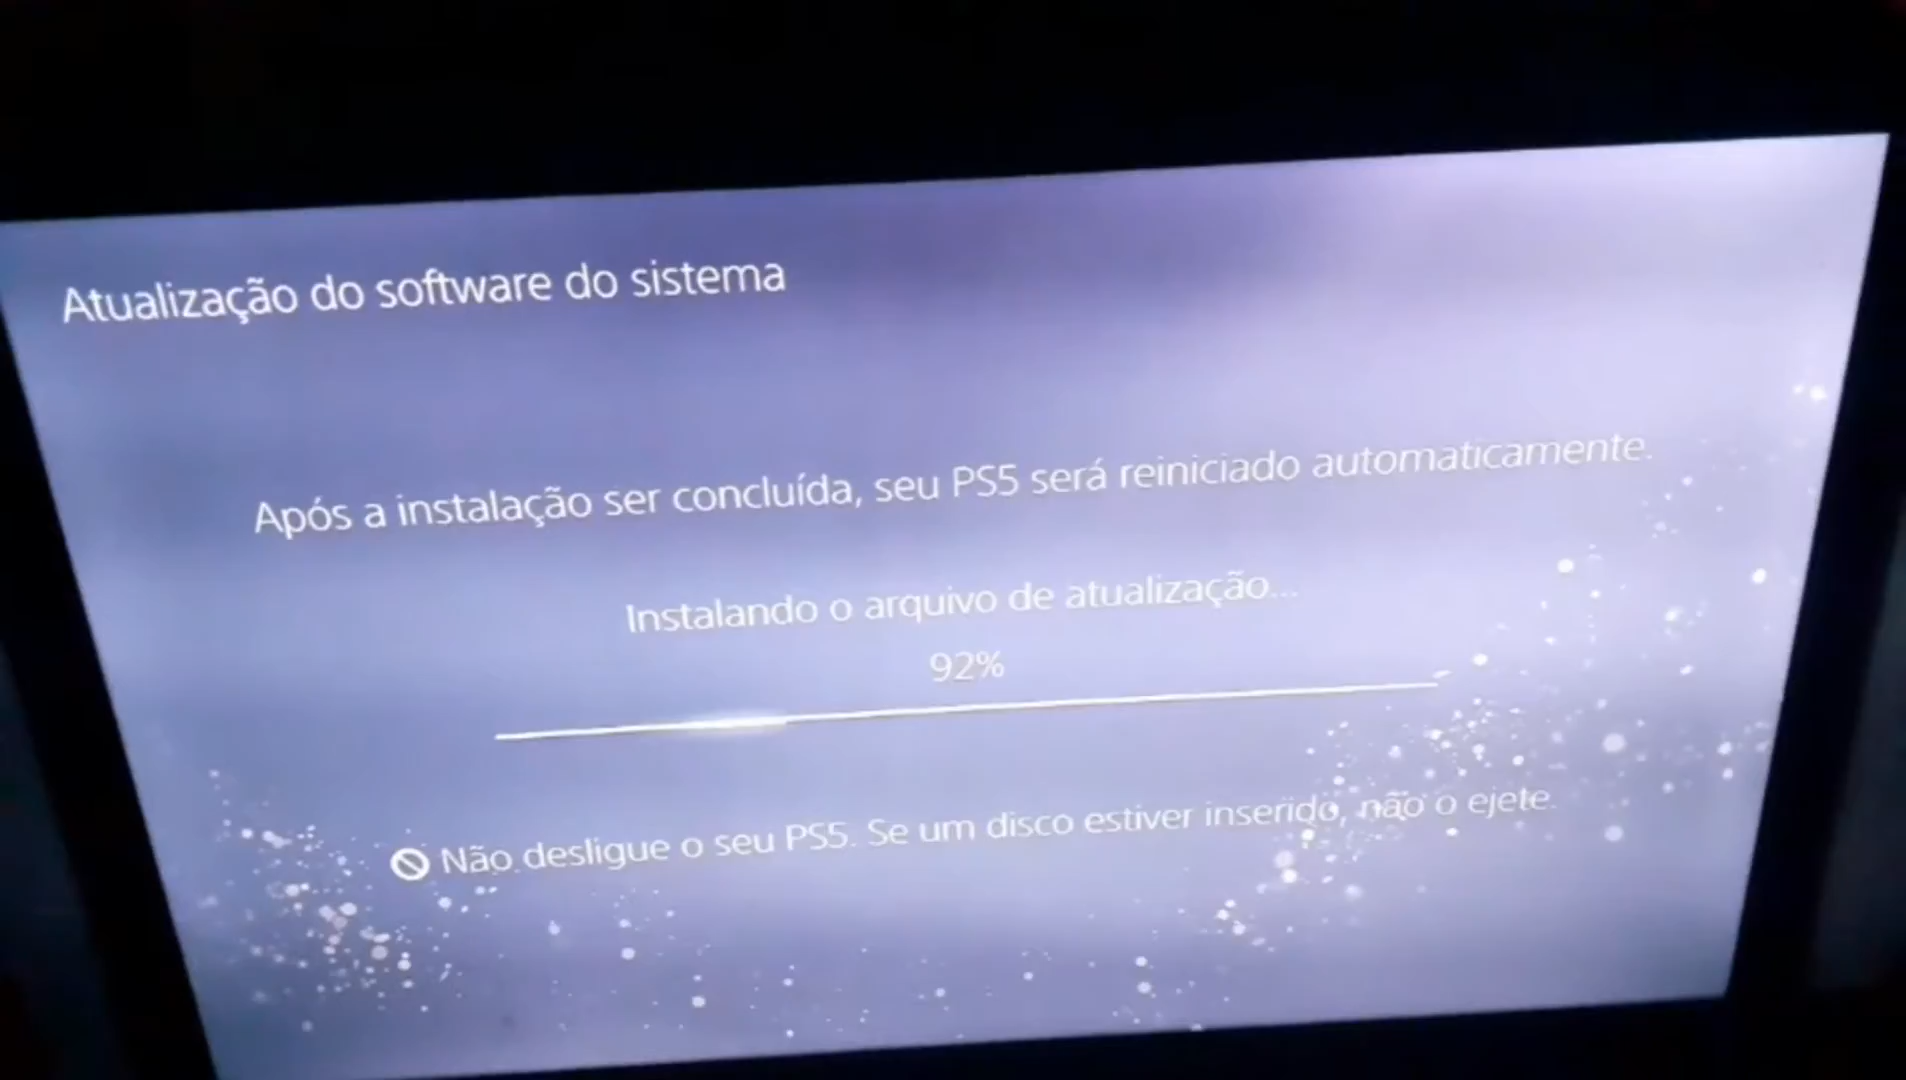 Atualização do software do sistema
Após a instalação ser concluída, seu PS5 será reiniciado automaticamente.
Instalando o arquivo de atualização...
92%
Não desligue o seu PS5. Se um disco estiver inserido, não o ejete.